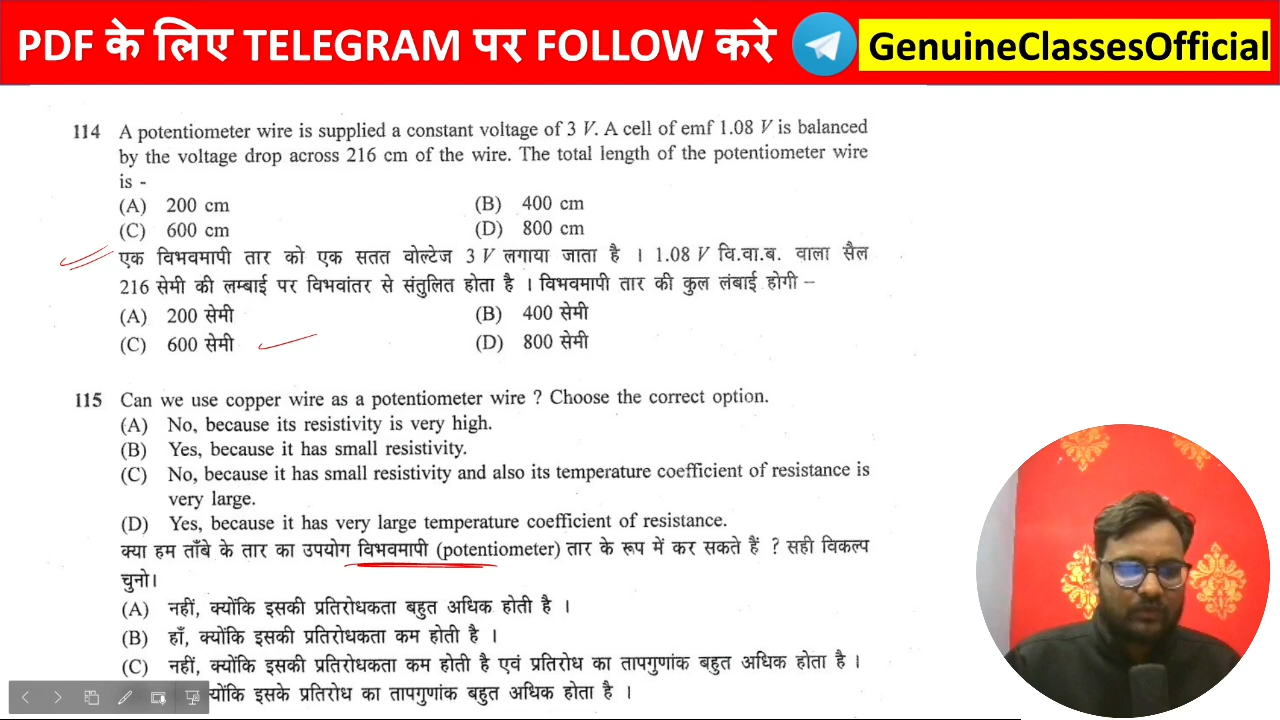 PDF के लिए TELEGRAM पर FOLLOW करे GenuineClassesOfficial
114 A potentiometer wire is supplied a constant voltage of 3 V. A cell of emf 1.08 V is balanced
by the voltage drop across 216 cm of the wire. The total length of the potentiometer wire
is -
(A) 200 cm (B) 400 cm
(C) 600 cm (D) 800 cm
एक विभवमापी तार को एक सतत वोल्टेज 3 V लगाया जाता है । 1.08 V वि.वा.ब. वाला सैल
216 सेमी की लम्बाई पर विभवांतर से संतुलित होता है । विभवमापी तार की कुल लंबाई होगी –
(A) 200 सेमी (B) 400 सेमी
(C) 600 सेमी (D) 800 सेमी
115 Can we use copper wire as a potentiometer wire ? Choose the correct option.
(A) No, because its resistivity is very high.
(B) Yes, because it has small resistivity.
(C) No, because it has small resistivity and also its temperature coefficient of resistance is
very large.
(D) Yes, because it has very large temperature coefficient of resistance.
क्या हम ताँबे के तार का उपयोग विभवमापी (potentiometer) तार के रूप में कर सकते हैं ? सही विकल्प
चुनो।
(A) नहीं, क्योंकि इसकी प्रतिरोधकता बहुत अधिक होती है ।
(B) हाँ, क्योंकि इसकी प्रतिरोधकता कम होती है ।
(C) नहीं, क्योंकि इसकी प्रतिरोधकता कम होती है एवं प्रतिरोध का तापगुणांक बहुत अधिक होता है ।
इसके प्रतिरोध का तापगुणांक बहुत अधिक होता है ।